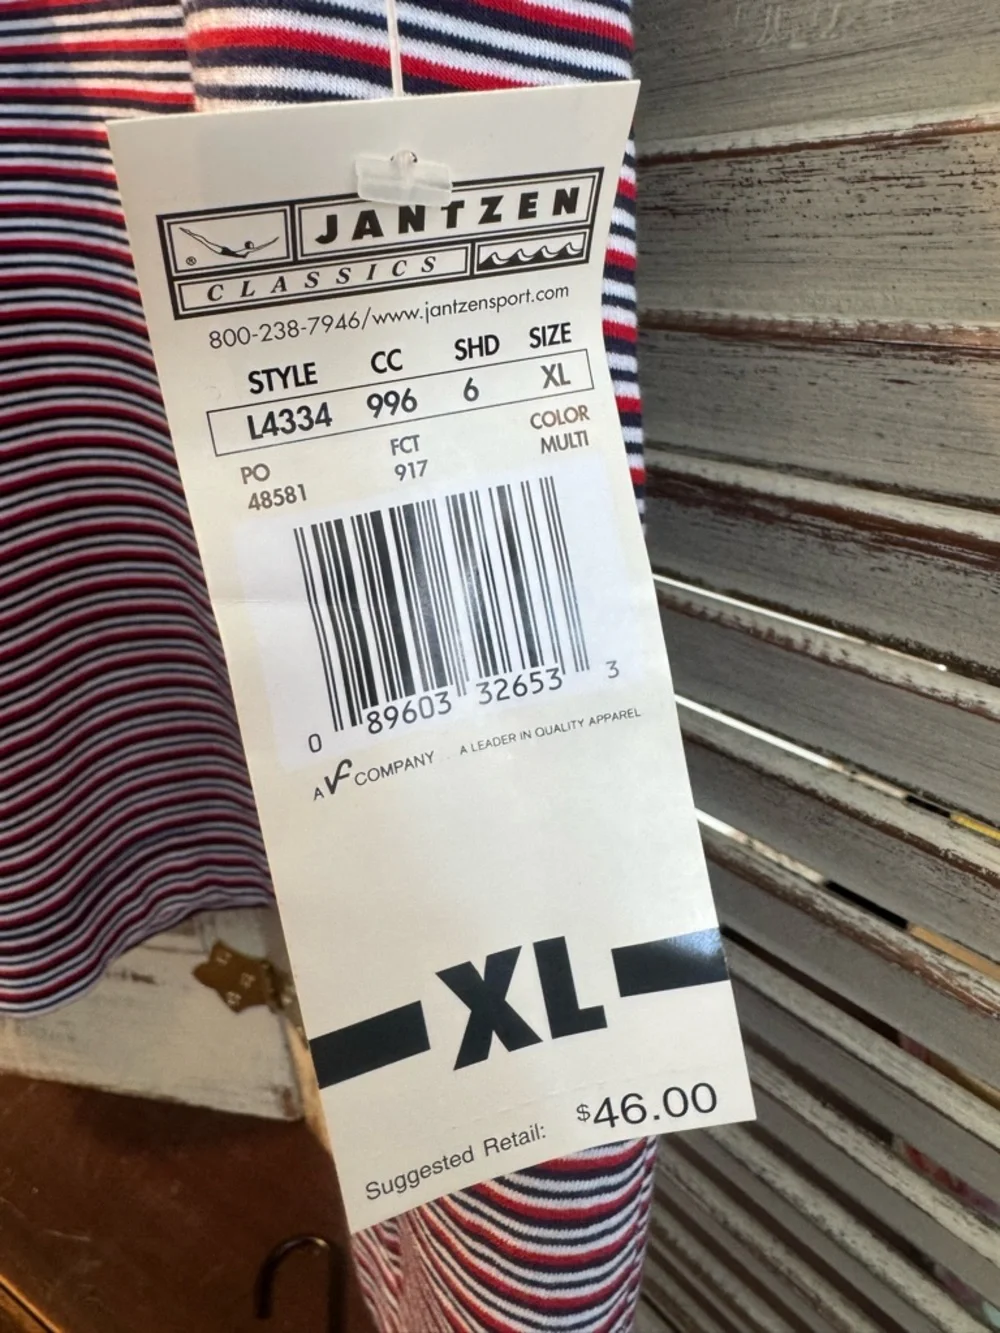 JANTZEN
®
CLASSICS
800-238-7946/www.jantzensport.com
STYLE CC SHD SIZE
L4334 996 6 XL
PO FCT COLOR
48581 917 MULTI
0 89603 32653 3
A VF COMPANY . . A LEADER IN QUALITY APPAREL
XL
Suggested Retail: $46.00